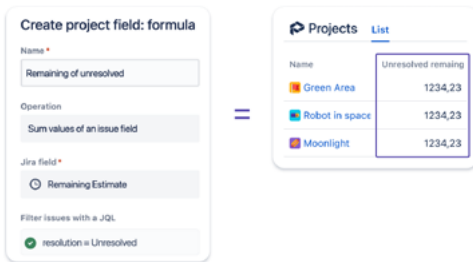 Create project field: formula
Name *
Remaining of unresolved
Operation
Sum values of an issue field
Jira field *
Remaining Estimate
Filter issues with a JQL
resolution = Unresolved
=
Projects List
Name Unresolved remaing
Green Area 1234,23
Robot in space 1234,23
Moonlight 1234,23